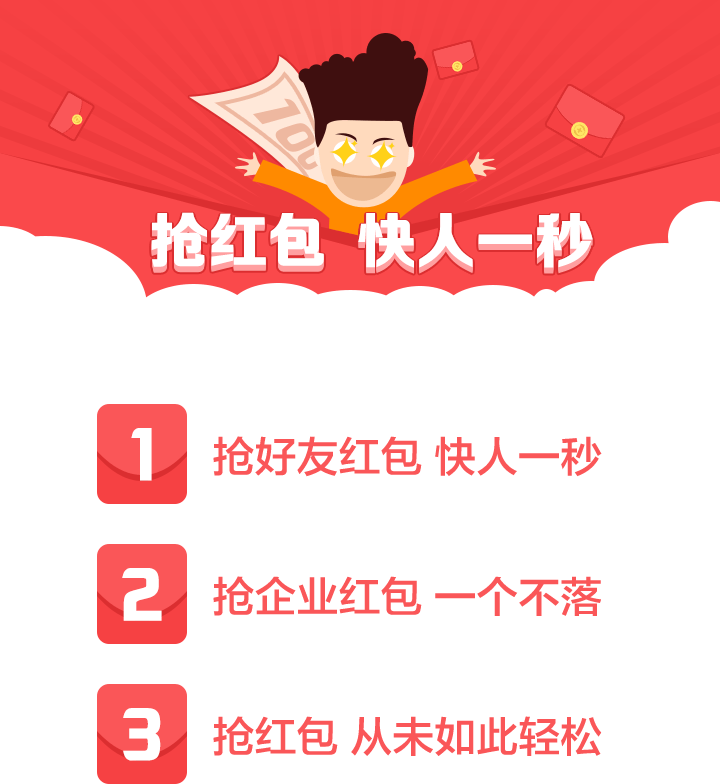 100
抢红包 快人一秒
1 抢好友红包 快人一秒
2 抢企业红包 一个不落
3 抢红包 从未如此轻松